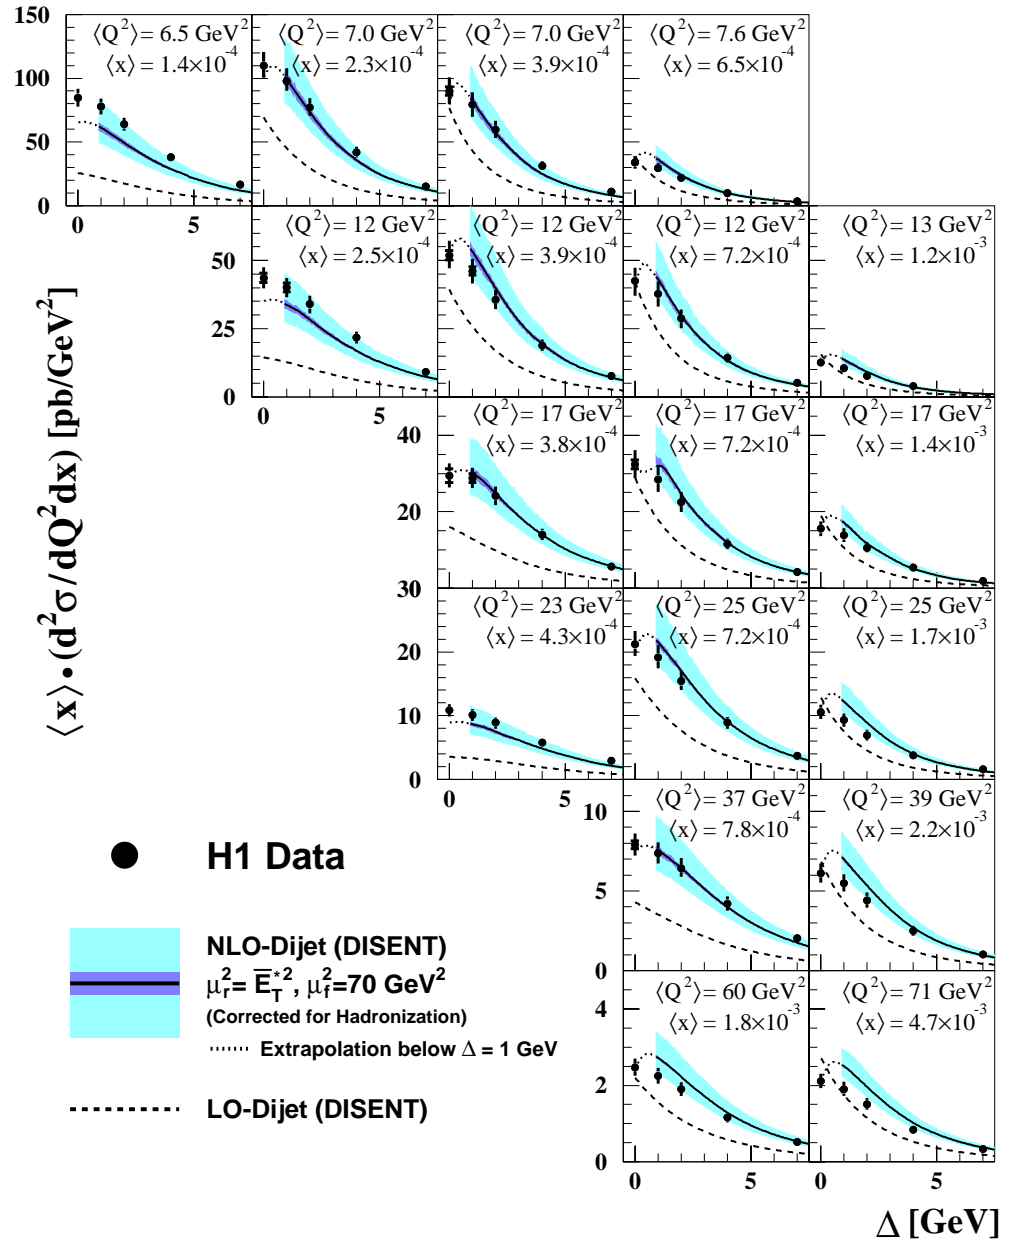 150
⟨Q²⟩= 6.5 GeV²
⟨x⟩ = 1.4×10⁻⁴
⟨Q²⟩= 7.0 GeV²
⟨x⟩ = 2.3×10⁻⁴
⟨Q²⟩= 7.0 GeV²
⟨x⟩ = 3.9×10⁻⁴
⟨Q²⟩= 7.6 GeV²
⟨x⟩ = 6.5×10⁻⁴
100
50
0
0 5
⟨Q²⟩= 12 GeV²
⟨x⟩ = 2.5×10⁻⁴
⟨Q²⟩= 12 GeV²
⟨x⟩ = 3.9×10⁻⁴
⟨Q²⟩= 12 GeV²
⟨x⟩ = 7.2×10⁻⁴
⟨Q²⟩= 13 GeV²
⟨x⟩ = 1.2×10⁻³
50
25
0
0 5
⟨x⟩•(d²σ/dQ²dx) [pb/GeV²]
⟨Q²⟩= 17 GeV²
⟨x⟩ = 3.8×10⁻⁴
⟨Q²⟩= 17 GeV²
⟨x⟩ = 7.2×10⁻⁴
⟨Q²⟩= 17 GeV²
⟨x⟩ = 1.4×10⁻³
40
20
30
⟨Q²⟩= 23 GeV²
⟨x⟩ = 4.3×10⁻⁴
⟨Q²⟩= 25 GeV²
⟨x⟩ = 7.2×10⁻⁴
⟨Q²⟩= 25 GeV²
⟨x⟩ = 1.7×10⁻³
20
10
0
0 5
⟨Q²⟩= 37 GeV²
⟨x⟩ = 7.8×10⁻⁴
⟨Q²⟩= 39 GeV²
⟨x⟩ = 2.2×10⁻³
10
5
0
⟨Q²⟩= 60 GeV²
⟨x⟩ = 1.8×10⁻³
⟨Q²⟩= 71 GeV²
⟨x⟩ = 4.7×10⁻³
4
2
0
0 5 0 5
Δ [GeV]
H1 Data
NLO-Dijet (DISENT)
μ_r²= E̅_T*², μ_f²=70 GeV²
(Corrected for Hadronization)
Extrapolation below Δ = 1 GeV
LO-Dijet (DISENT)